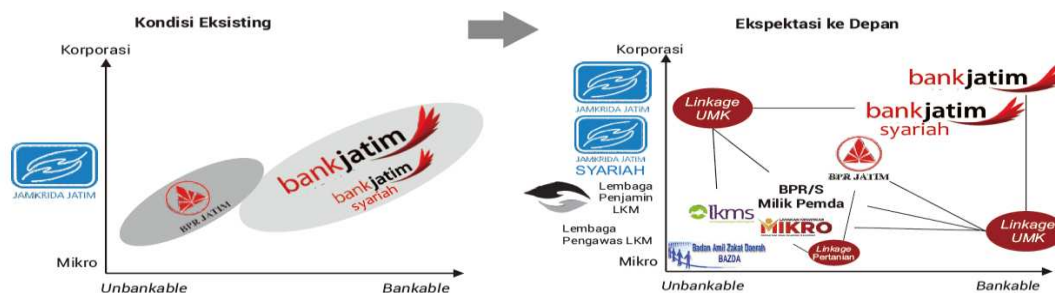 Kondisi Eksisting
Korporasi
JAMKRIDA JATIM
BPR JATIM
bankjatim
bankjatim
syariah
Mikro
Unbankable
Bankable
Ekspektasi ke Depan
Korporasi
JAMKRIDA JATIM
JAMKRIDA JATIM
SYARIAH
Lembaga
Penjamin
LKM
Lembaga
Pengawas LKM
Mikro
Linkage
UMK
bankjatim
bankjatim
syariah
BPR JATIM
BPR/S
Milik Pemda
lkms
MIKRO
Linkage
Pertanian
Badan Amil Zakat Daerah
BAZDA
Linkage
UMK
Unbankable
Bankable